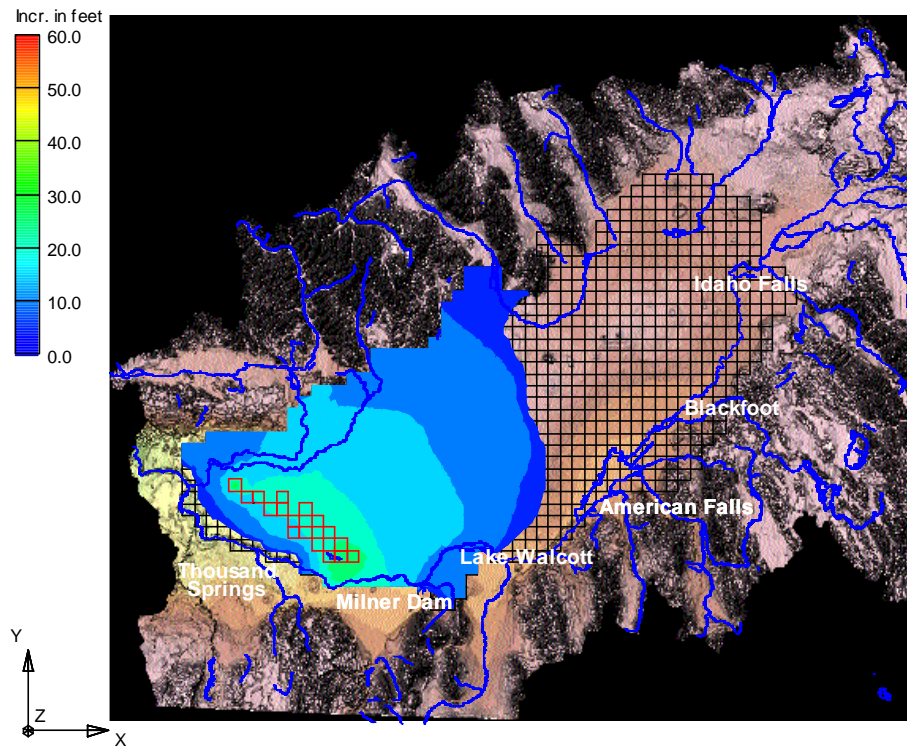 Incr. in feet
60.0
50.0
40.0
30.0
20.0
10.0
0.0
Idaho Falls
Blackfoot
American Falls
Lake Walcott
Thousand
Springs
Milner Dam
Y
Z
X